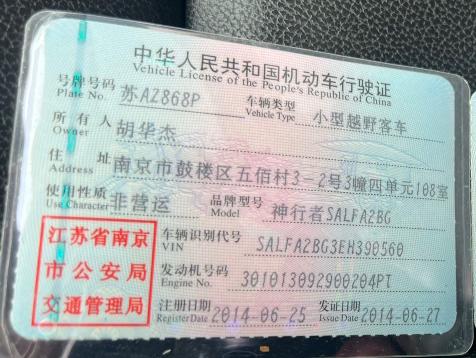 中华人民共和国机动车行驶证
Vehicle License of the People's Republic of China
号牌号码 Plate No. 苏AZ868P 车辆类型 Vehicle Type 小型越野客车
所有人 Owner 胡华杰
住址 Address 南京市鼓楼区五佰村3-2号3幢四单元108室
使用性质 Use Character 非营运 品牌型号 Model 神行者SALFA2BG
江苏省南京市公安局交通管理局
车辆识别代号 VIN SALFA2BG3EH390560
发动机号码 Engine No. 301013092900204PT
注册日期 Register Date 2014-06-25 发证日期 Issue Date 2014-06-27